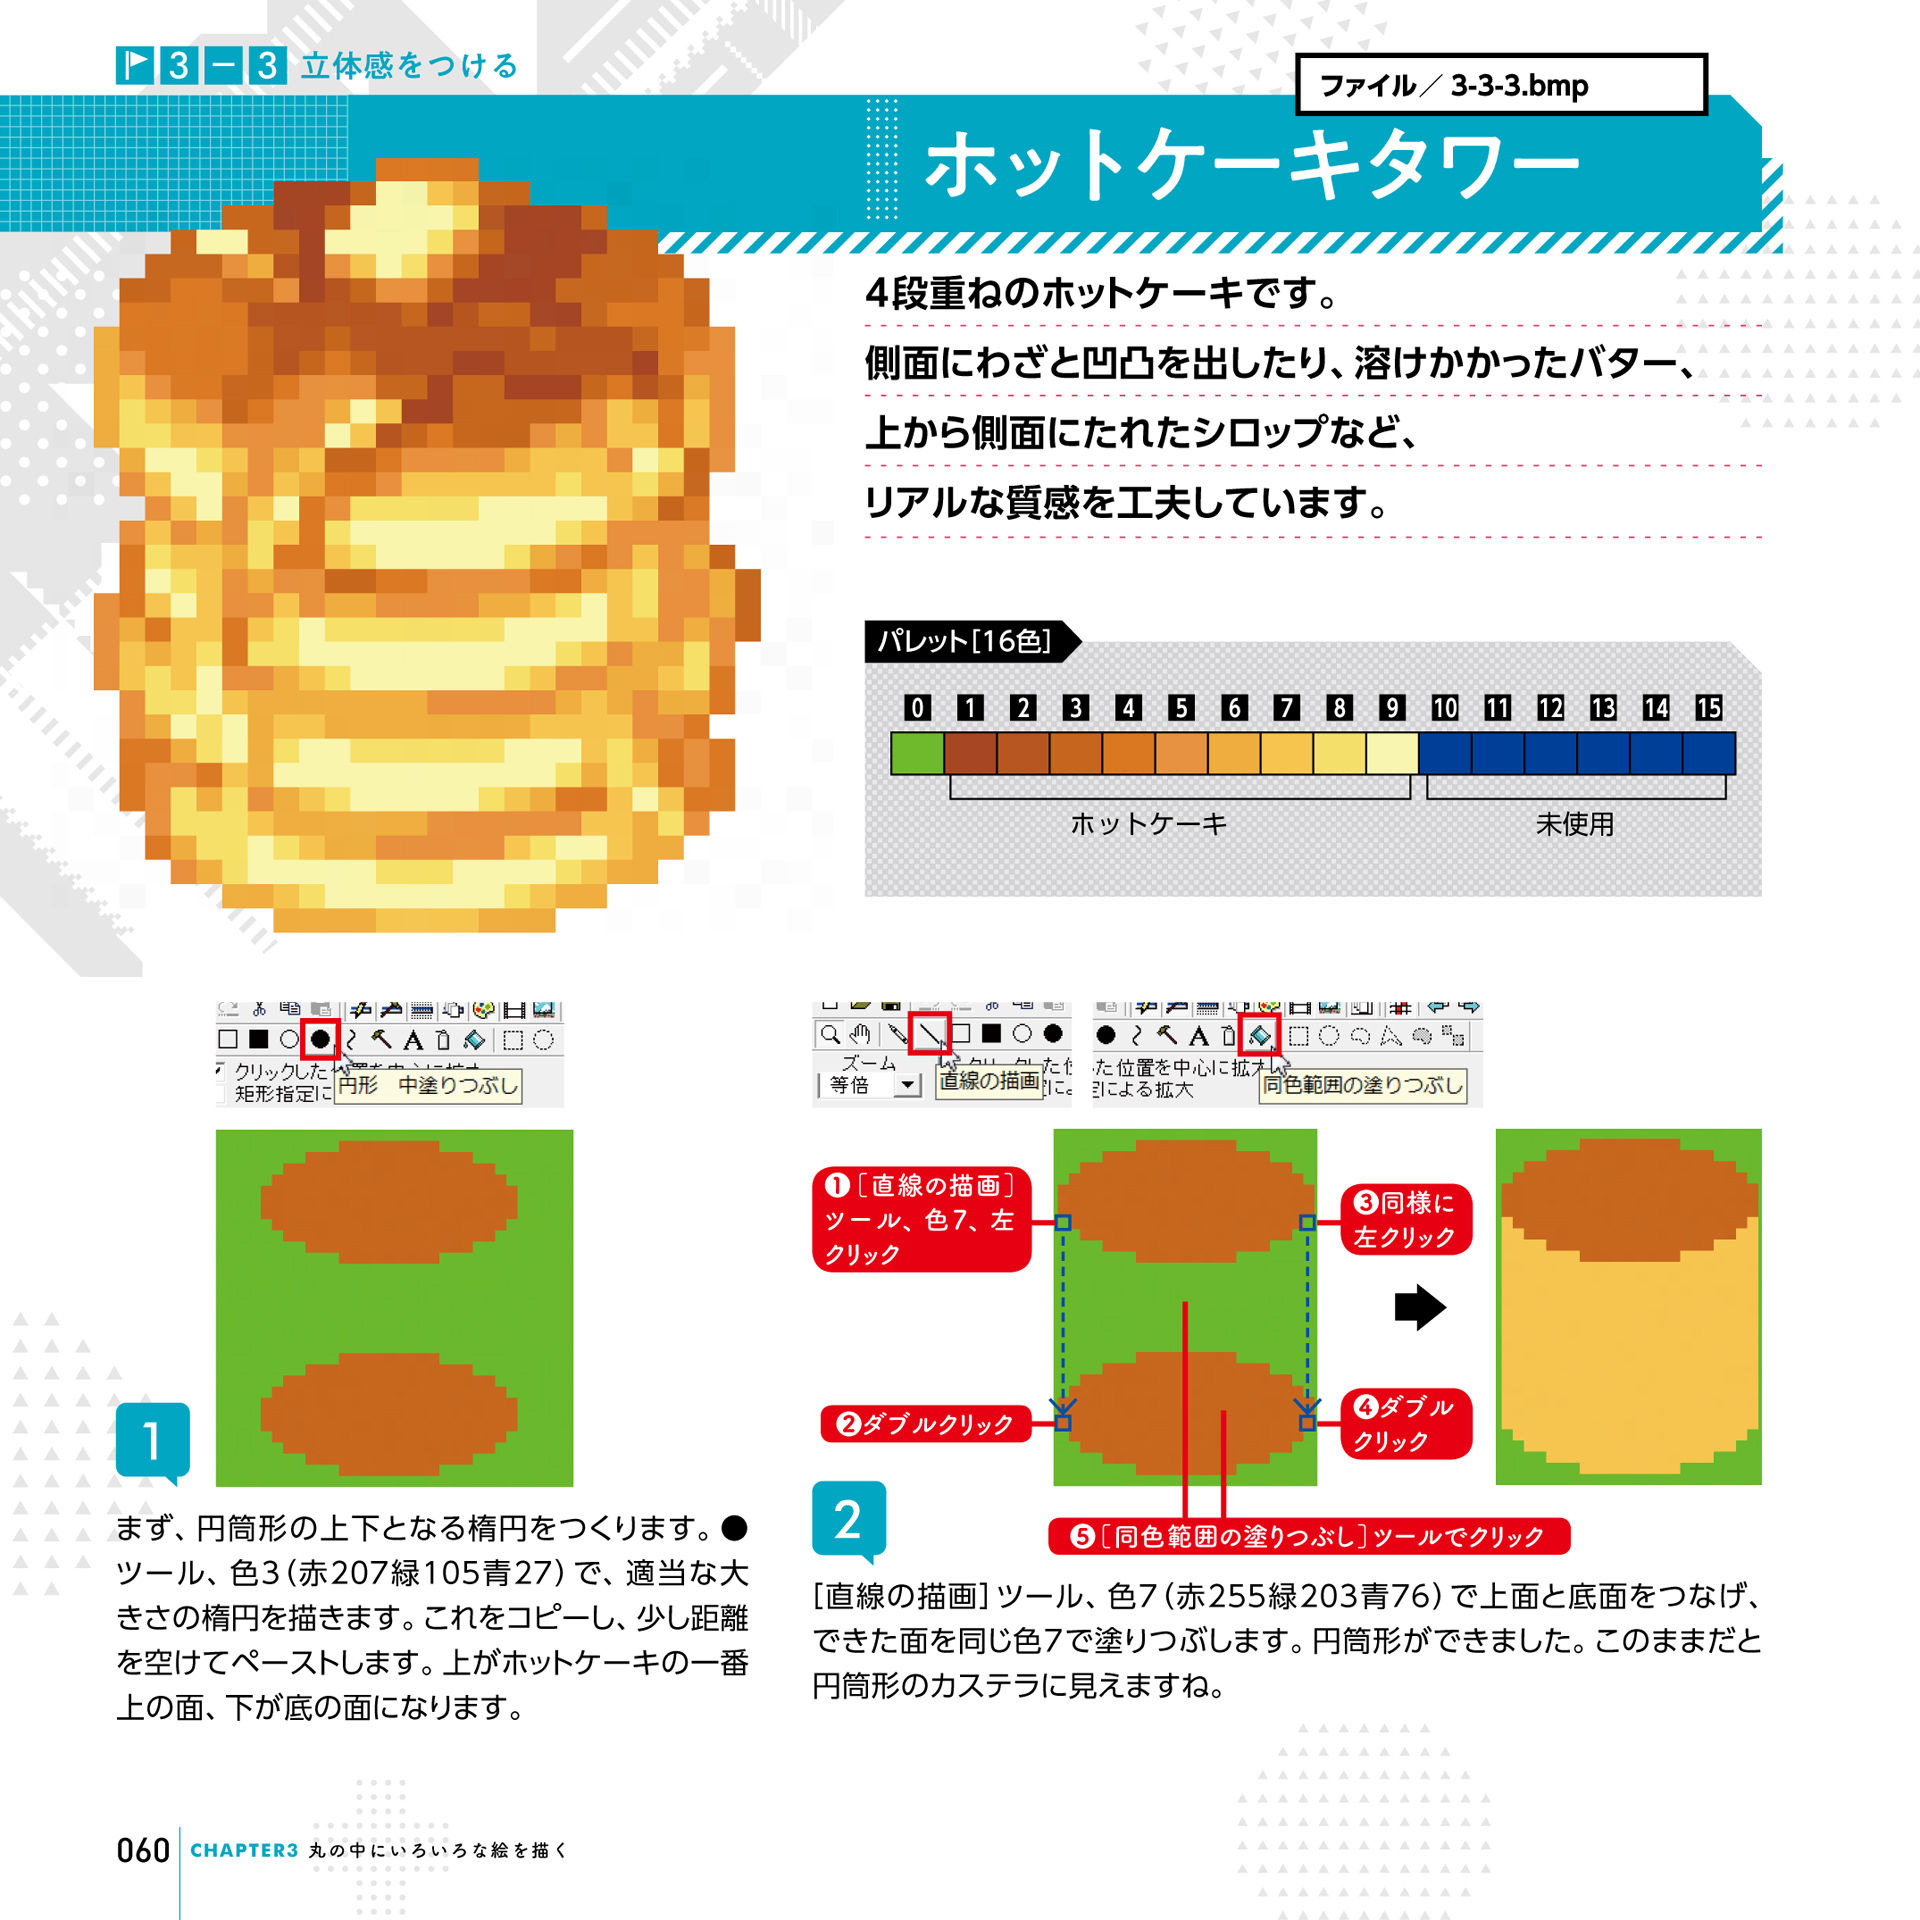 3－3 立体感をつける
ファイル／ 3-3-3.bmp
ホットケーキタワー
4段重ねのホットケーキです。
側面にわざと凹凸を出したり、溶けかかったバター、
上から側面にたれたシロップなど、
リアルな質感を工夫しています。
パレット［16色］
0 1 2 3 4 5 6 7 8 9 10 11 12 13 14 15
ホットケーキ
未使用
A
クリックした
矩形指定に
円形　中塗りつぶし
1
まず、円筒形の上下となる楕円をつくります。●
ツール、色3（赤207緑105青27）で、適当な大
きさの楕円を描きます。これをコピーし、少し距離
を空けてペーストします。上がホットケーキの一番
上の面、下が底の面になります。
ズーム
等倍
直線の描画
A
た位置を中心に拡
による拡大
同色範囲の塗りつぶし
❶［直線の描画］
ツール、色7、左
クリック
❷ダブルクリック
❸同様に
左クリック
❹ダブル
クリック
❺［同色範囲の塗りつぶし］ツールでクリック
2
［直線の描画］ツール、色7（赤255緑203青76）で上面と底面をつなげ、
できた面を同じ色7で塗りつぶします。円筒形ができました。このままだと
円筒形のカステラに見えますね。
060 CHAPTER3 丸の中にいろいろな絵を描く